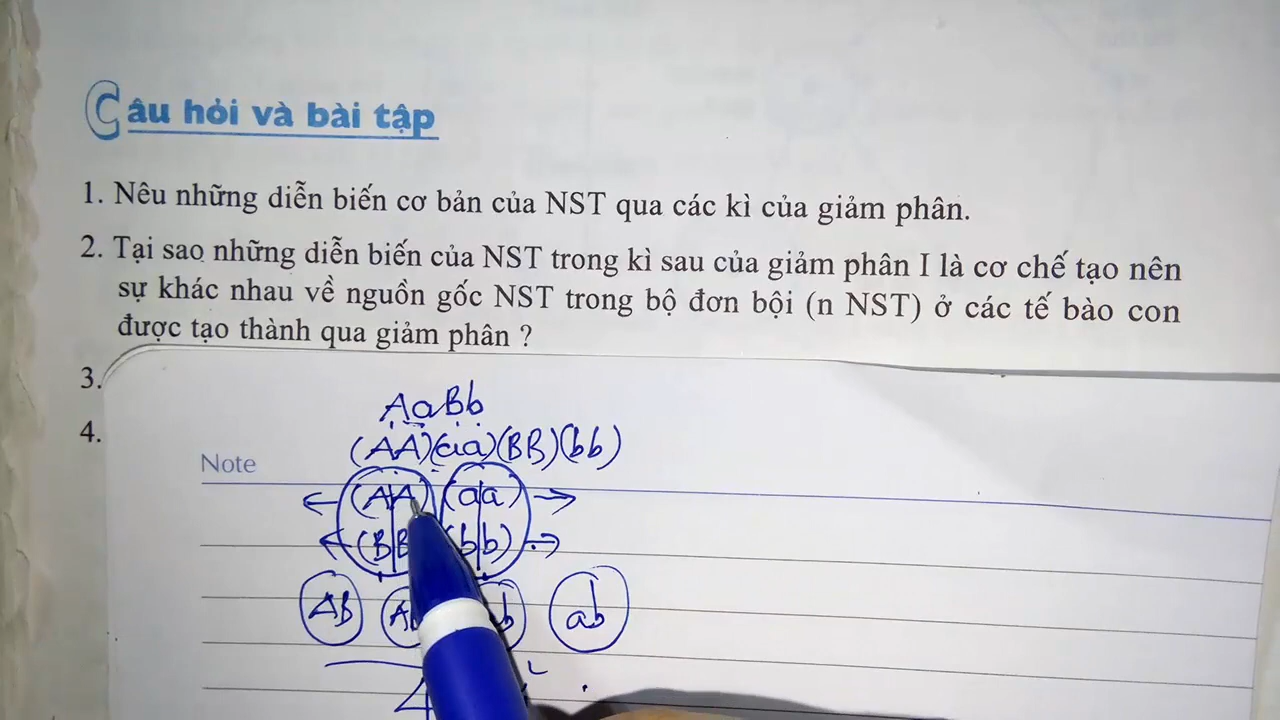 Câu hỏi và bài tập
1. Nêu những diễn biến cơ bản của NST qua các kì của giảm phân.
2. Tại sao những diễn biến của NST trong kì sau của giảm phân I là cơ chế tạo nên
sự khác nhau về nguồn gốc NST trong bộ đơn bội (n NST) ở các tế bào con
được tạo thành qua giảm phân ?
3.
4.
AaBb
(AA)(aa)(BB)(bb)
Note
(AA) (aa)
(bb)
AB ab